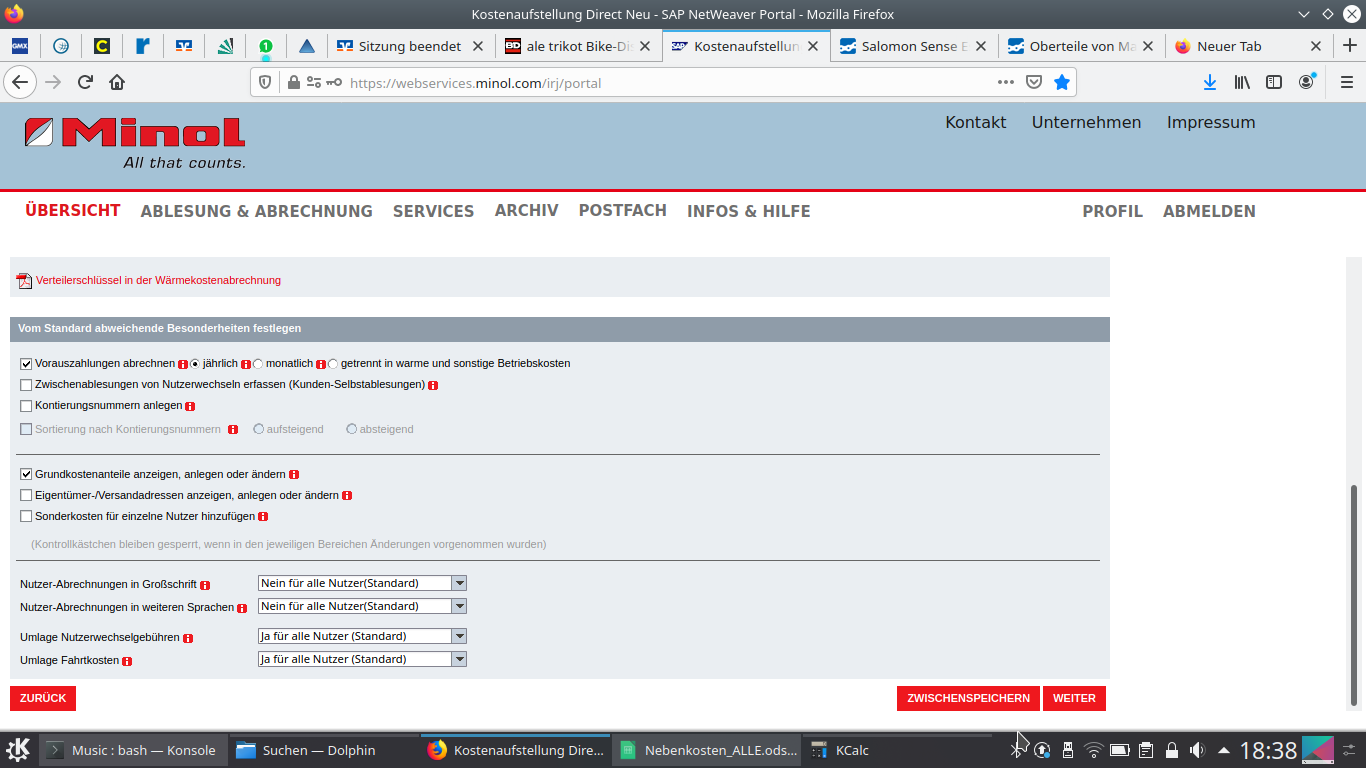 Kostenaufstellung Direct Neu - SAP NetWeaver Portal - Mozilla Firefox
GMX
C
r
1
Sitzung beendet
BD
ale trikot Bike-Dis
SAP
Kostenaufstellun
Salomon Sense E
Oberteile von Ma
Neuer Tab
https://webservices.minol.com/irj/portal
Minol
All that counts.
Kontakt
Unternehmen
Impressum
ÜBERSICHT
ABLESUNG & ABRECHNUNG
SERVICES
ARCHIV
POSTFACH
INFOS & HILFE
PROFIL
ABMELDEN
Verteilerschlüssel in der Wärmekostenabrechnung
Vom Standard abweichende Besonderheiten festlegen
Vorauszahlungen abrechnen jährlich monatlich getrennt in warme und sonstige Betriebskosten
Zwischenablesungen von Nutzerwechseln erfassen (Kunden-Selbstablesungen)
Kontierungsnummern anlegen
Sortierung nach Kontierungsnummern aufsteigend absteigend
Grundkostenanteile anzeigen, anlegen oder ändern
Eigentümer-/Versandadressen anzeigen, anlegen oder ändern
Sonderkosten für einzelne Nutzer hinzufügen
(Kontrollkästchen bleiben gesperrt, wenn in den jeweiligen Bereichen Änderungen vorgenommen wurden)
Nutzer-Abrechnungen in Großschrift Nein für alle Nutzer(Standard)
Nutzer-Abrechnungen in weiteren Sprachen Nein für alle Nutzer(Standard)
Umlage Nutzerwechselgebühren Ja für alle Nutzer (Standard)
Umlage Fahrtkosten Ja für alle Nutzer (Standard)
ZURÜCK
ZWISCHENSPEICHERN
WEITER
Music : bash — Konsole
Suchen — Dolphin
Kostenaufstellung Dire...
Nebenkosten_ALLE.ods...
KCalc
18:38